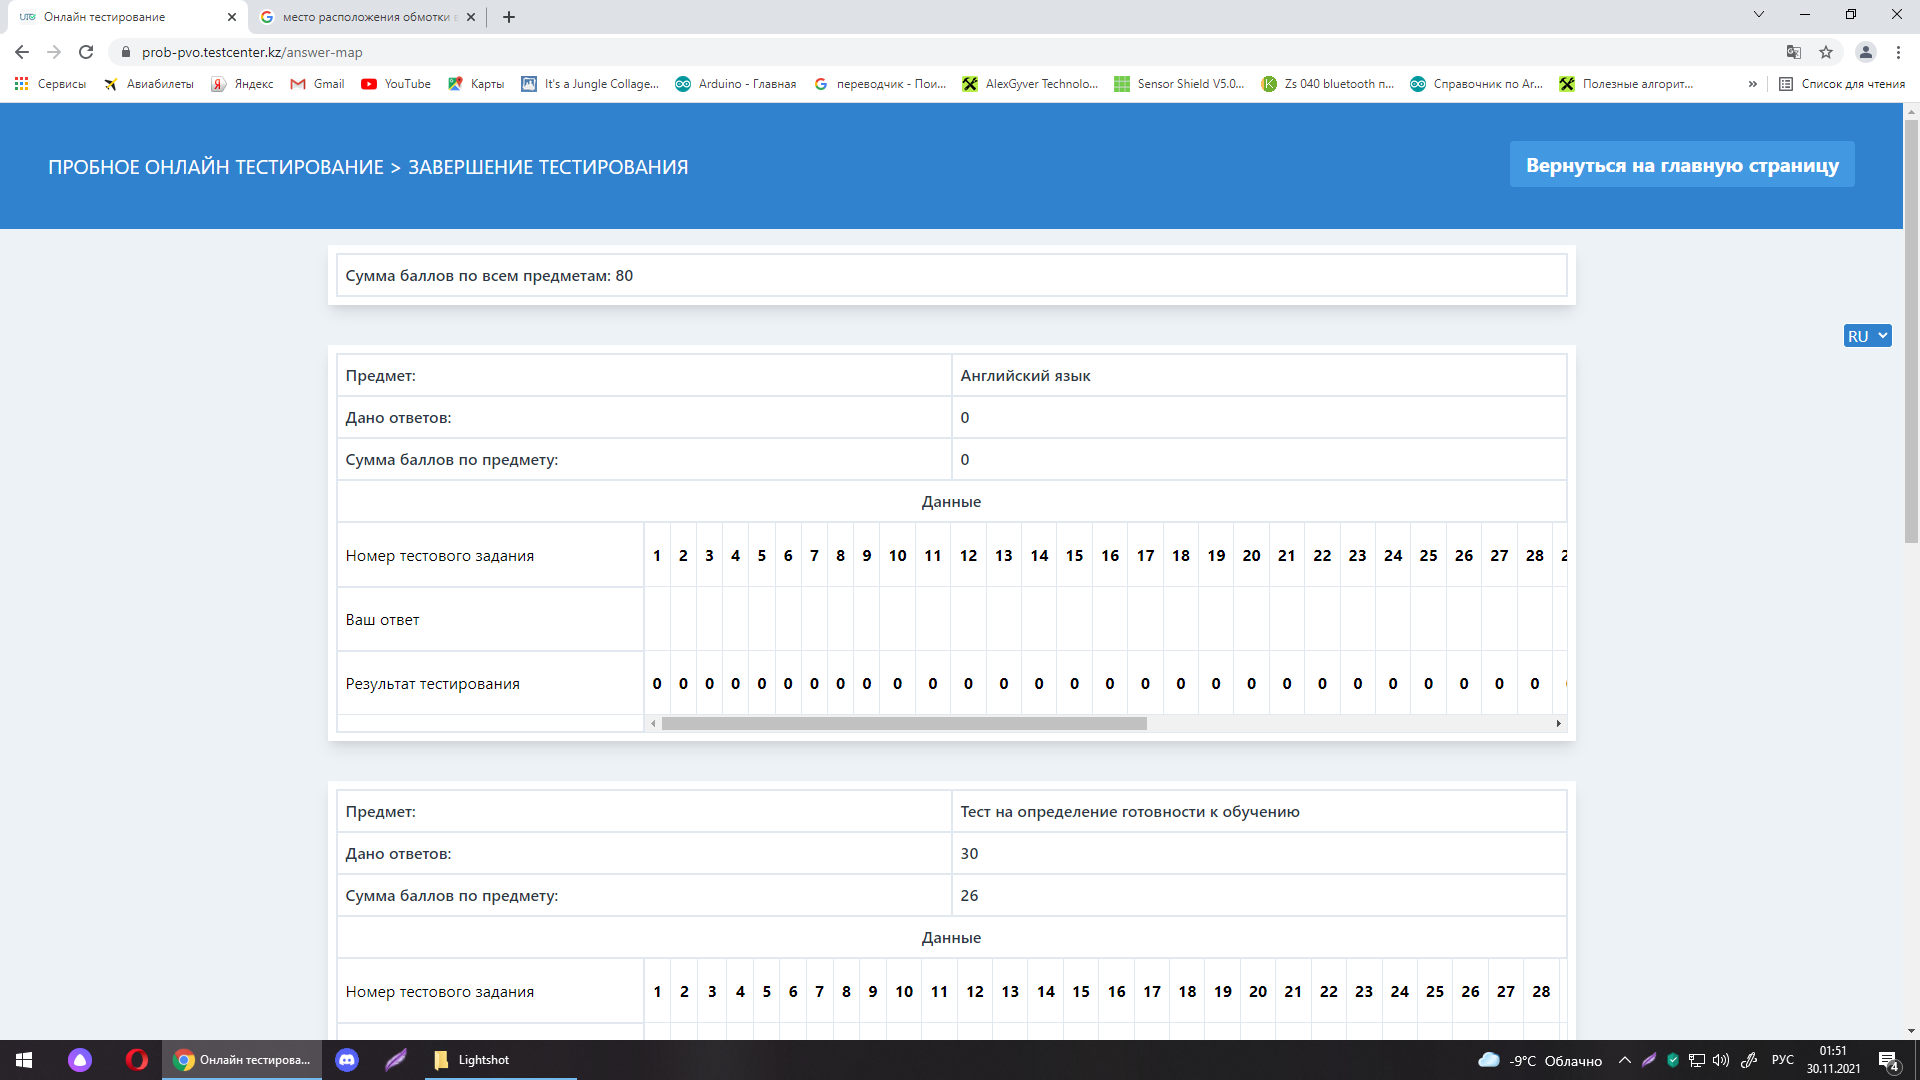 Онлайн тестирование
место расположения обмотки
prob-pvo.testcenter.kz/answer-map
Сервисы
Авиабилеты
Яндекс
Gmail
YouTube
Карты
It's a Jungle Collage...
Arduino - Главная
переводчик - Пои...
AlexGyver Technolo...
Sensor Shield V5.0...
Zs 040 bluetooth п...
Справочник по Ar...
Полезные алгорит...
»
Список для чтения
ПРОБНОЕ ОНЛАЙН ТЕСТИРОВАНИЕ > ЗАВЕРШЕНИЕ ТЕСТИРОВАНИЯ
Вернуться на главную страницу
Сумма баллов по всем предметам: 80
RU
Предмет: Английский язык
Дано ответов: 0
Сумма баллов по предмету: 0
Данные
Номер тестового задания 1 2 3 4 5 6 7 8 9 10 11 12 13 14 15 16 17 18 19 20 21 22 23 24 25 26 27 28
Ваш ответ
Результат тестирования 0 0 0 0 0 0 0 0 0 0 0 0 0 0 0 0 0 0 0 0 0 0 0 0 0 0 0 0
Предмет: Тест на определение готовности к обучению
Дано ответов: 30
Сумма баллов по предмету: 26
Данные
Номер тестового задания 1 2 3 4 5 6 7 8 9 10 11 12 13 14 15 16 17 18 19 20 21 22 23 24 25 26 27 28
Онлайн тестирова...
Lightshot
-9°C Облачно
РУС
01:51
30.11.2021
4